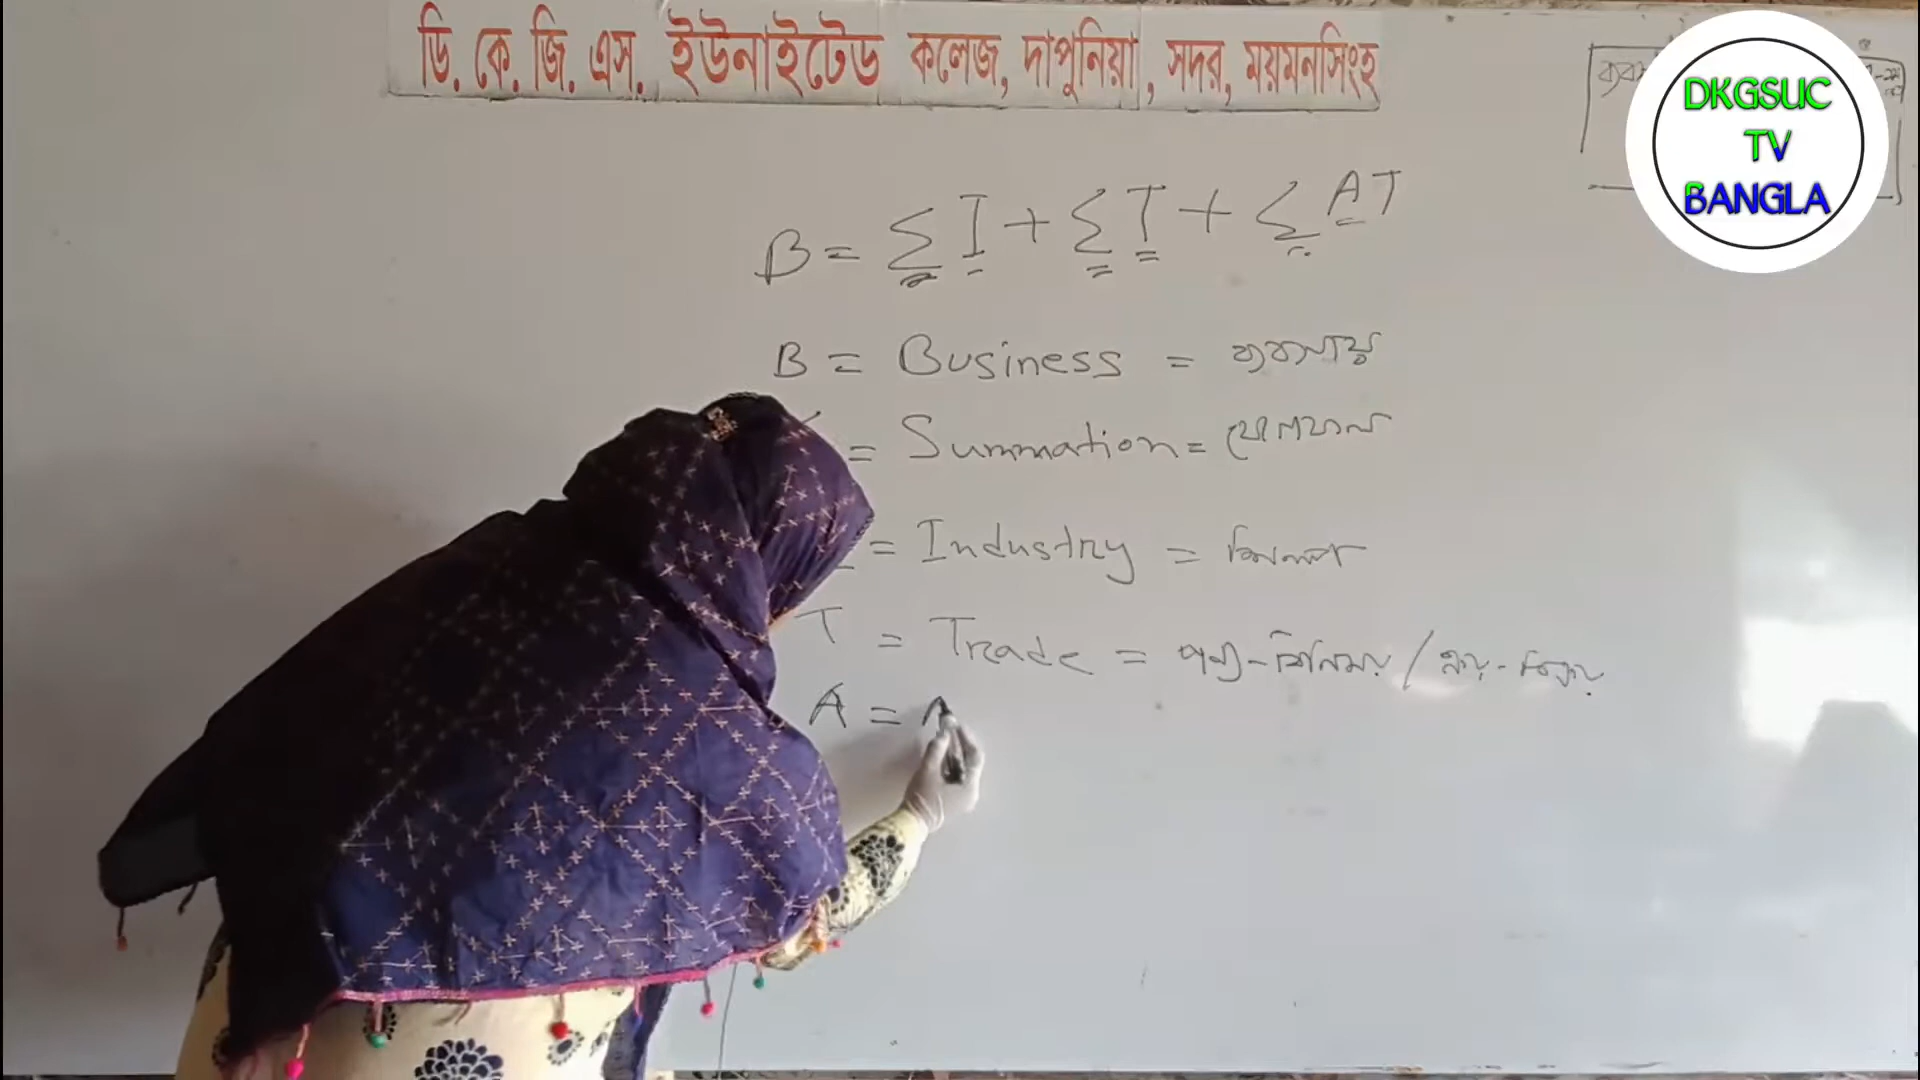 ডি. কে. জি. এস. ইউনাইটেড কলেজ, দাপুনিয়া, সদর, ময়মনসিংহ
DKGSUC
TV
BANGLA
B = ∑ I + ∑ T + ∑ AT
B = Business = ব্যবসায়
= Summation = যোগফল
= Industry = শিল্প
T = Trade = পণ্য-বিনিময় / ক্রয়-বিক্রয়
A =